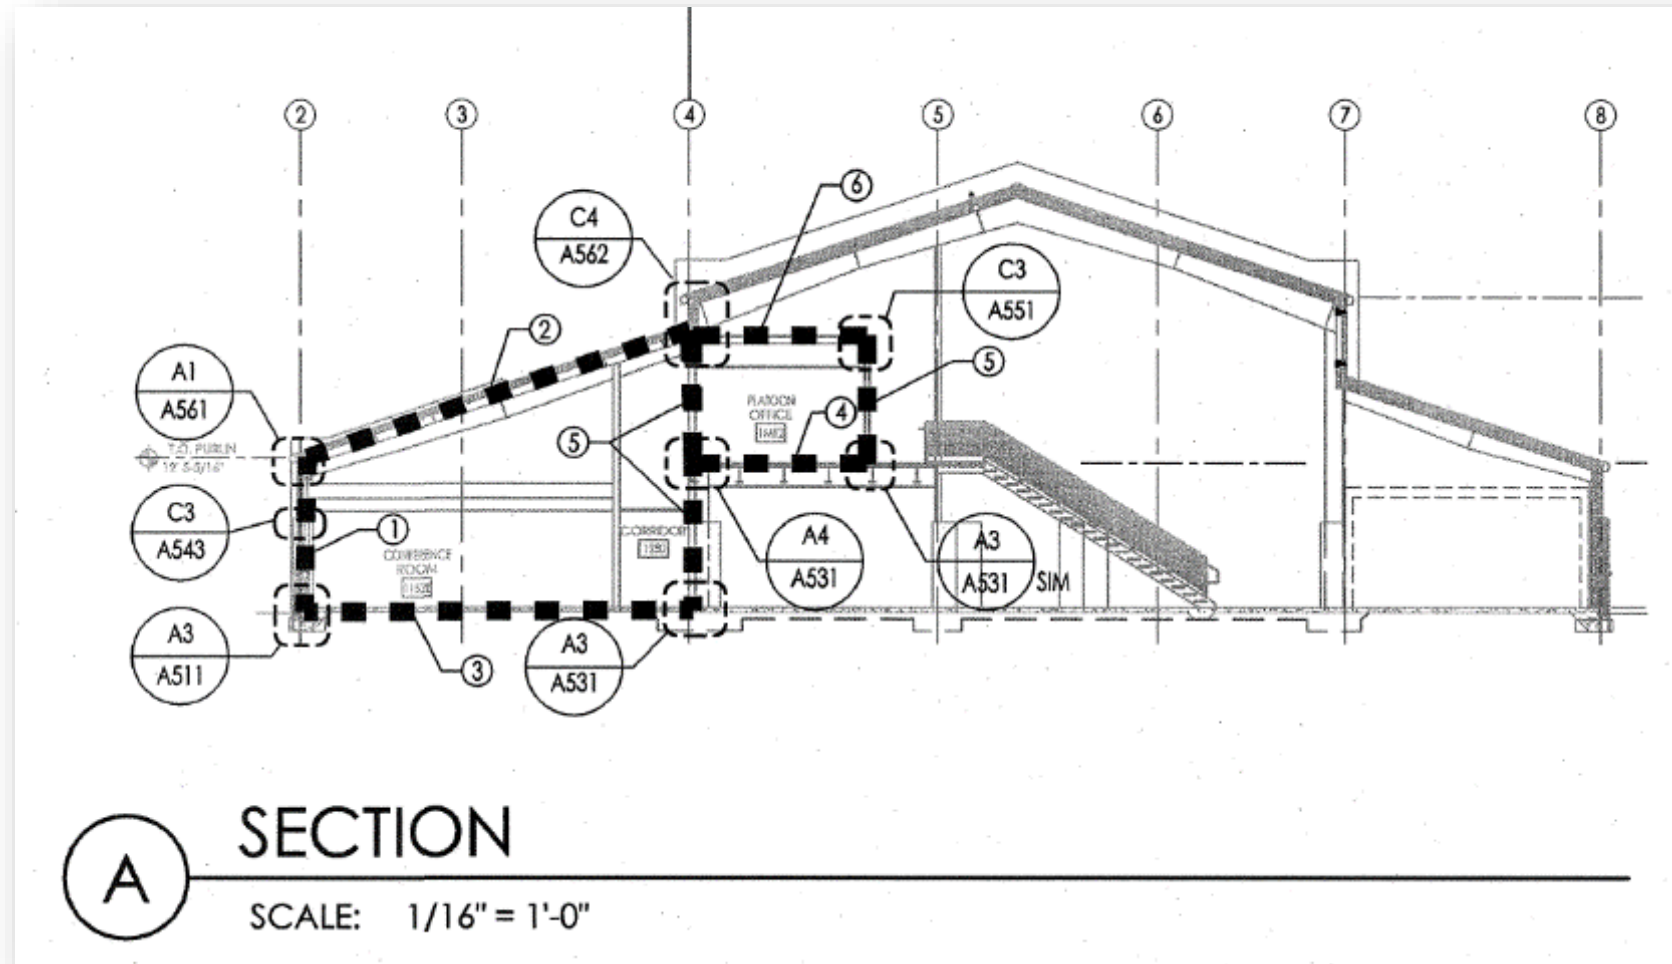 2
3
4
5
6
7
8
6
C4
A562
C3
A551
2
A1
A561
5
PLATOON
OFFICE
4
5
T.O. PURLIN
C3
A543
1
CONFERENCE
ROOM
CORRIDOR
A4
A531
A3
A531
SIM
A3
A511
3
A3
A531
A
SECTION
SCALE: 1/16" = 1'-0"